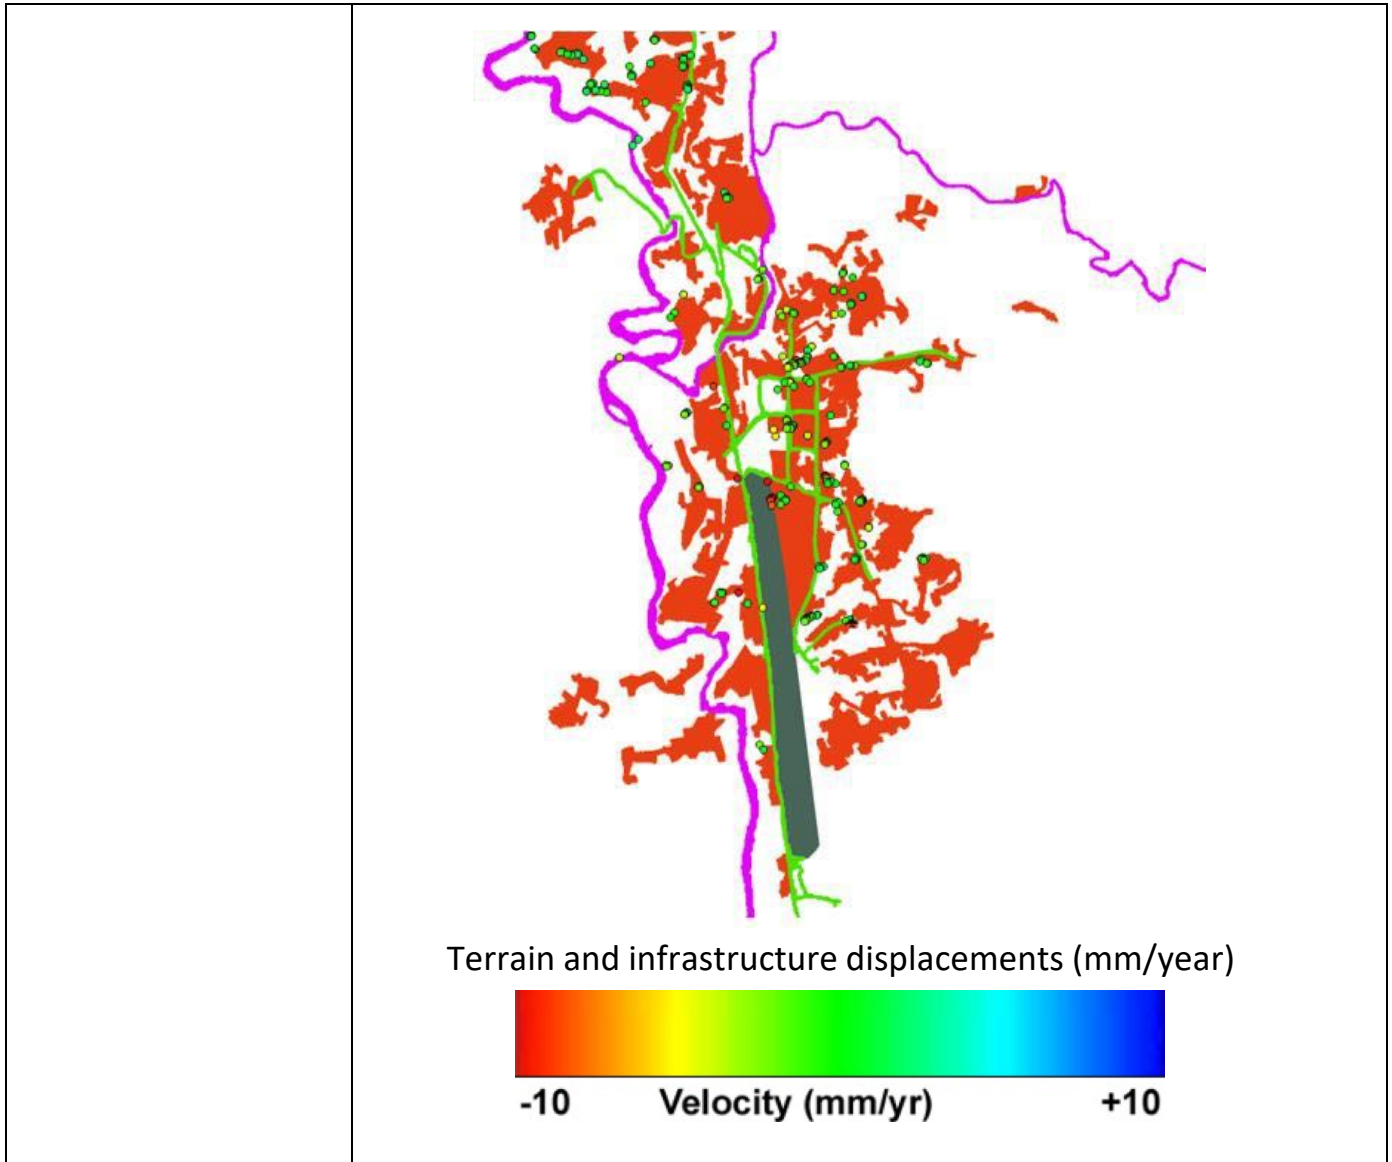 Terrain and infrastructure displacements (mm/year)
-10 Velocity (mm/yr) +10